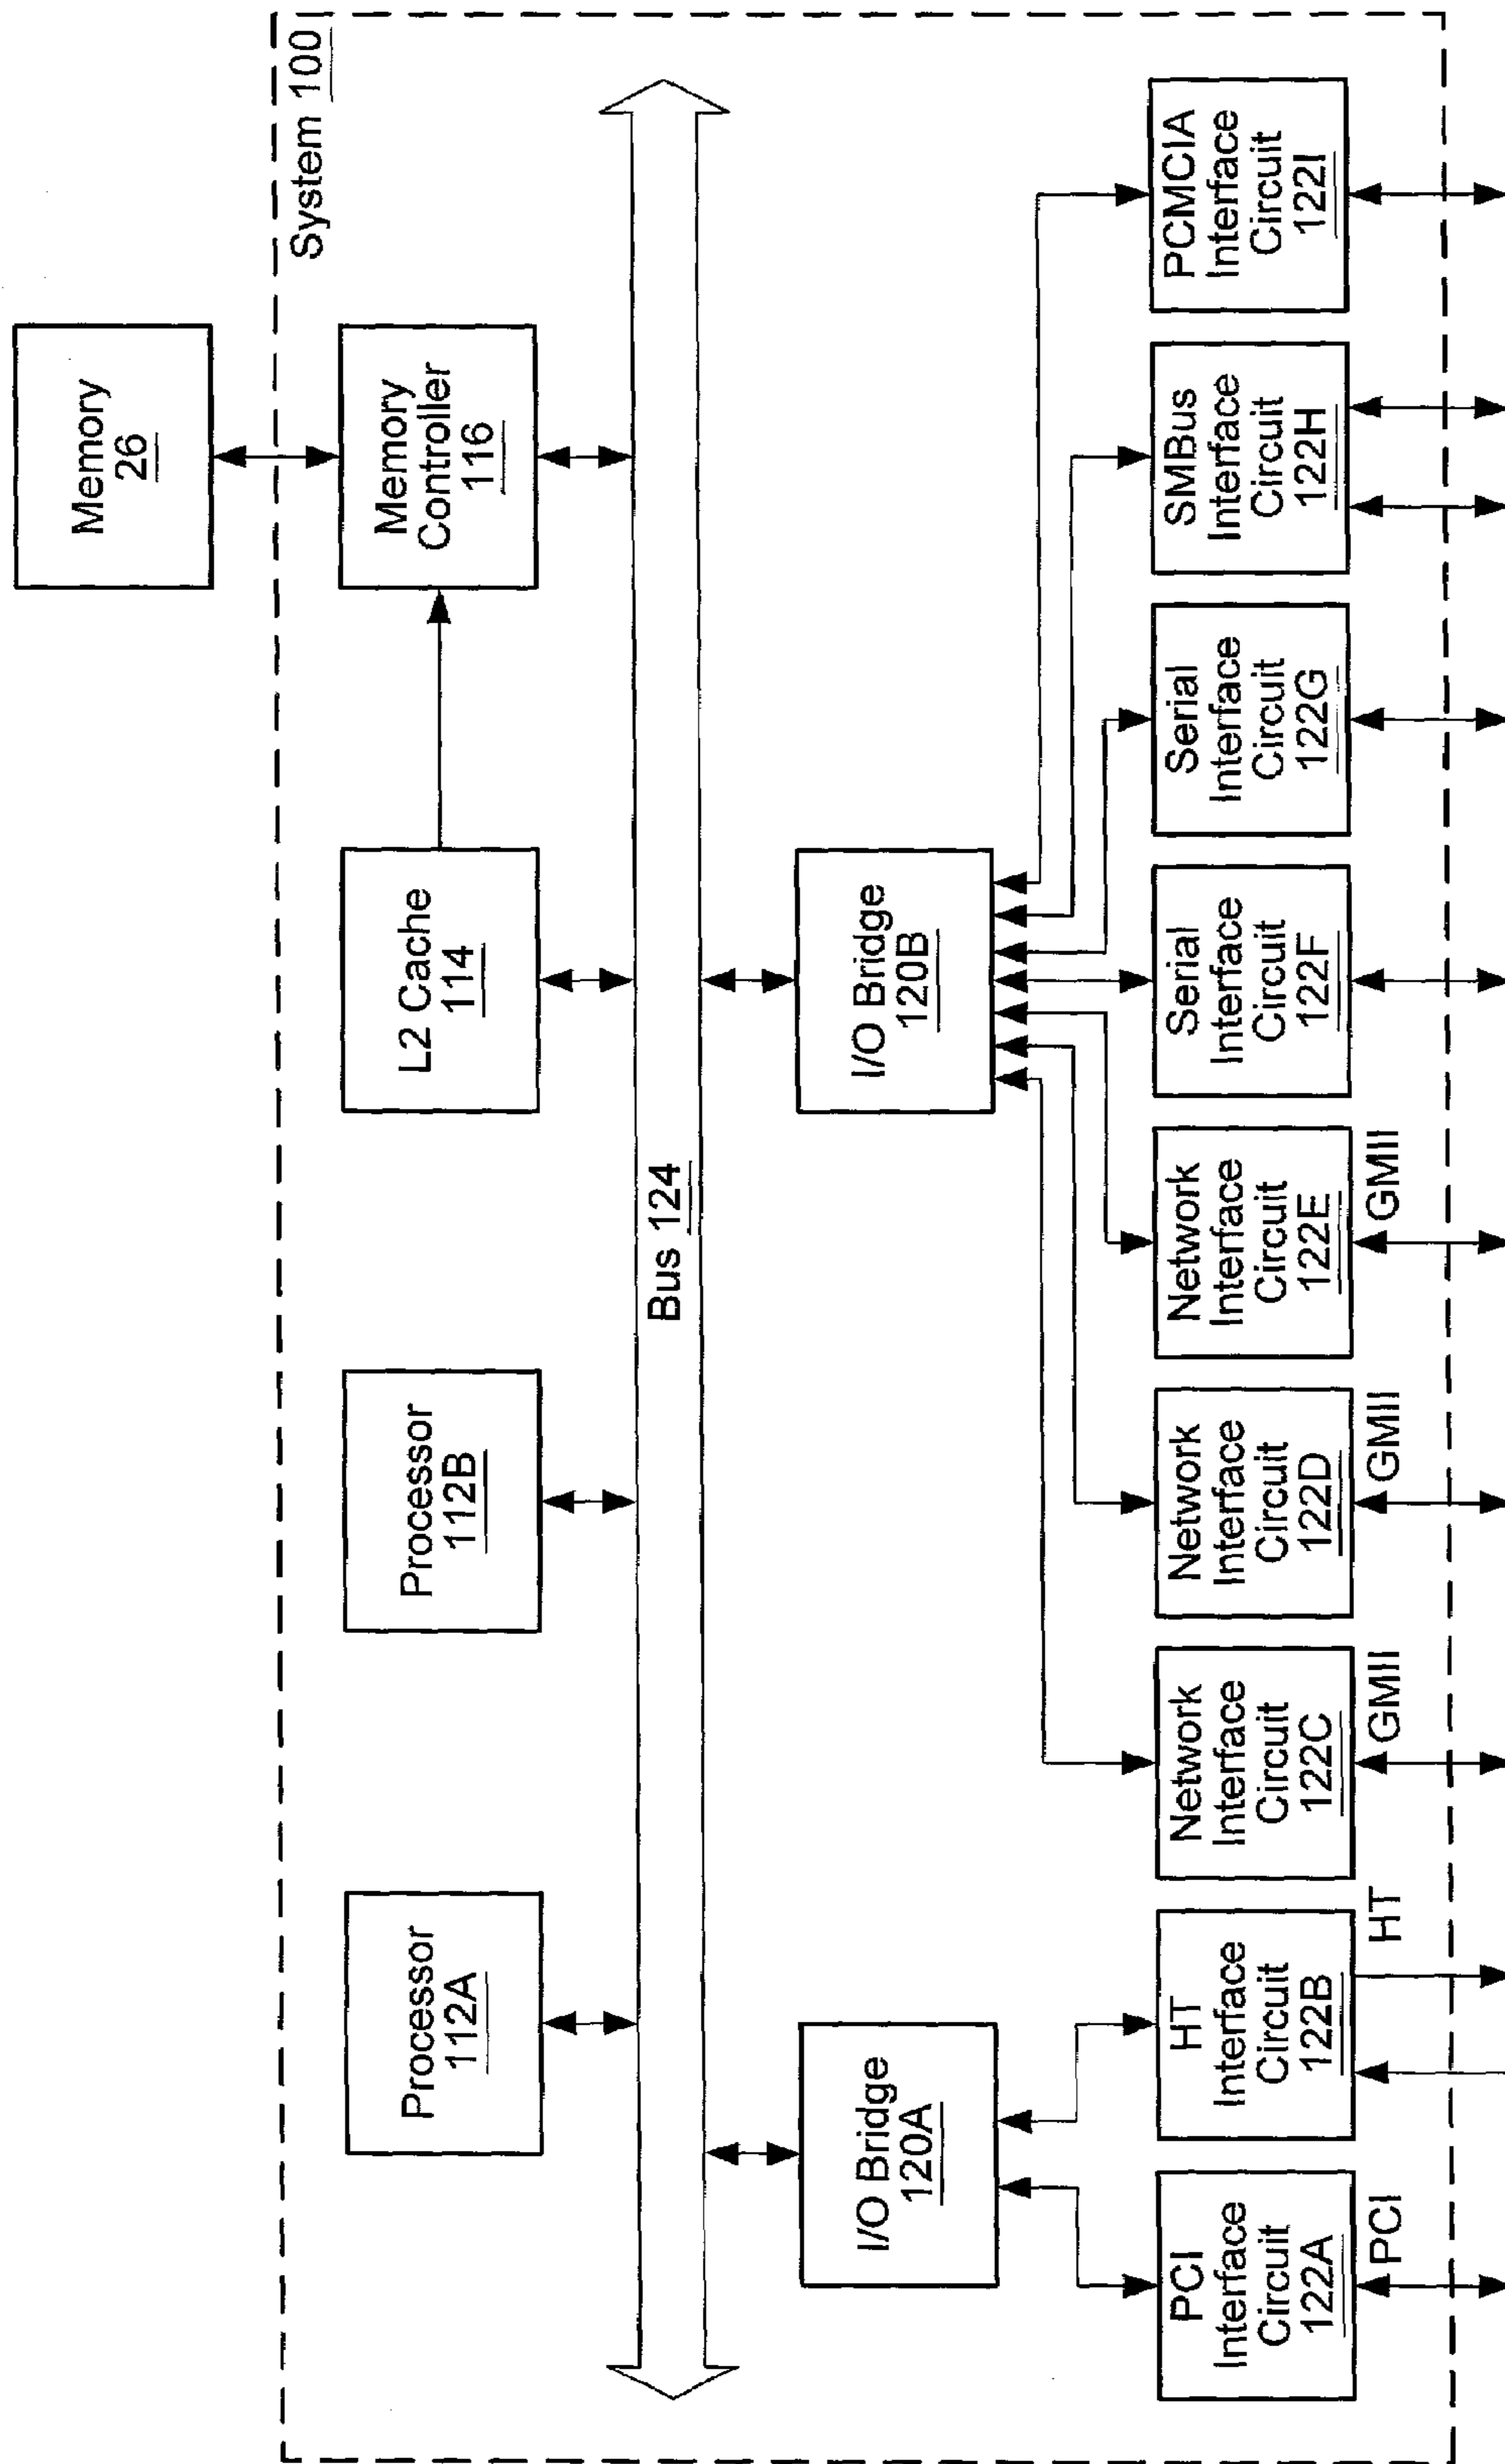 System 100
Memory
26
Processor
112A
Processor
112B
L2 Cache
114
Memory
Controller
116
Bus 124
I/O Bridge
120A
I/O Bridge
120B
PCI
Interface
Circuit
122A
HT
Interface
Circuit
122B
Network
Interface
Circuit
122C
Network
Interface
Circuit
122D
Network
Interface
Circuit
122E
Serial
Interface
Circuit
122F
Serial
Interface
Circuit
122G
SMBus
Interface
Circuit
122H
PCMCIA
Interface
Circuit
122I
PCI
HT
GMII
GMII
GMII